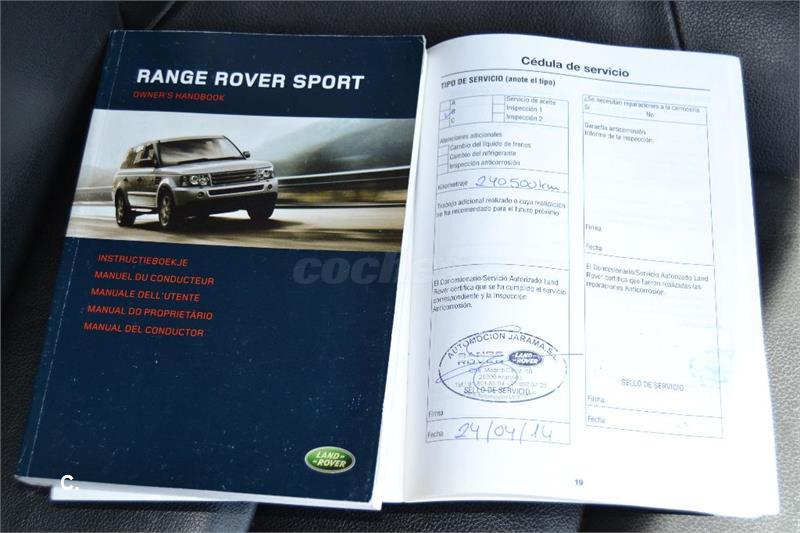 RANGE ROVER SPORT
OWNER'S HANDBOOK
INSTRUCTIEBOEKJE
MANUEL DU CONDUCTEUR
MANUALE DELL'UTENTE
MANUAL DO PROPRIETÁRIO
MANUAL DEL CONDUCTOR
LAND ROVER
C.
coche
Cédula de servicio
TIPO DE SERVICIO (anote el tipo)
A Servicio de aceite
B Inspección 1
C Inspección 2
Alteraciones adicionales
Cambio del líquido de frenos
Cambio del refrigerante
Inspección anticorrosión
Kilometraje 240.500 km.
Trabajo adicional realizado o cuya realización
se ha recomendado para el futuro próximo
El Concesionario/Servicio Autorizado Land
Rover certifica que se ha cumplido el servicio
correspondiente y la Inspección
Anticorrosión.
AUTOMOCION JARAMA S.L.
RANGE ROVER LAND ROVER
SELLO DE SERVICIO
Firma
Fecha 24/04/14
¿Se necesitan reparaciones a la carrocería
Sí No
Garantía anticorrosión
Informe de la inspección:
Firma
Fecha
El Concesionario/Servicio Autorizado Land
Rover certifica que fueron realizadas las
reparaciones Anticorrosión.
SELLO DE SERVICIO
Firma
Fecha
19